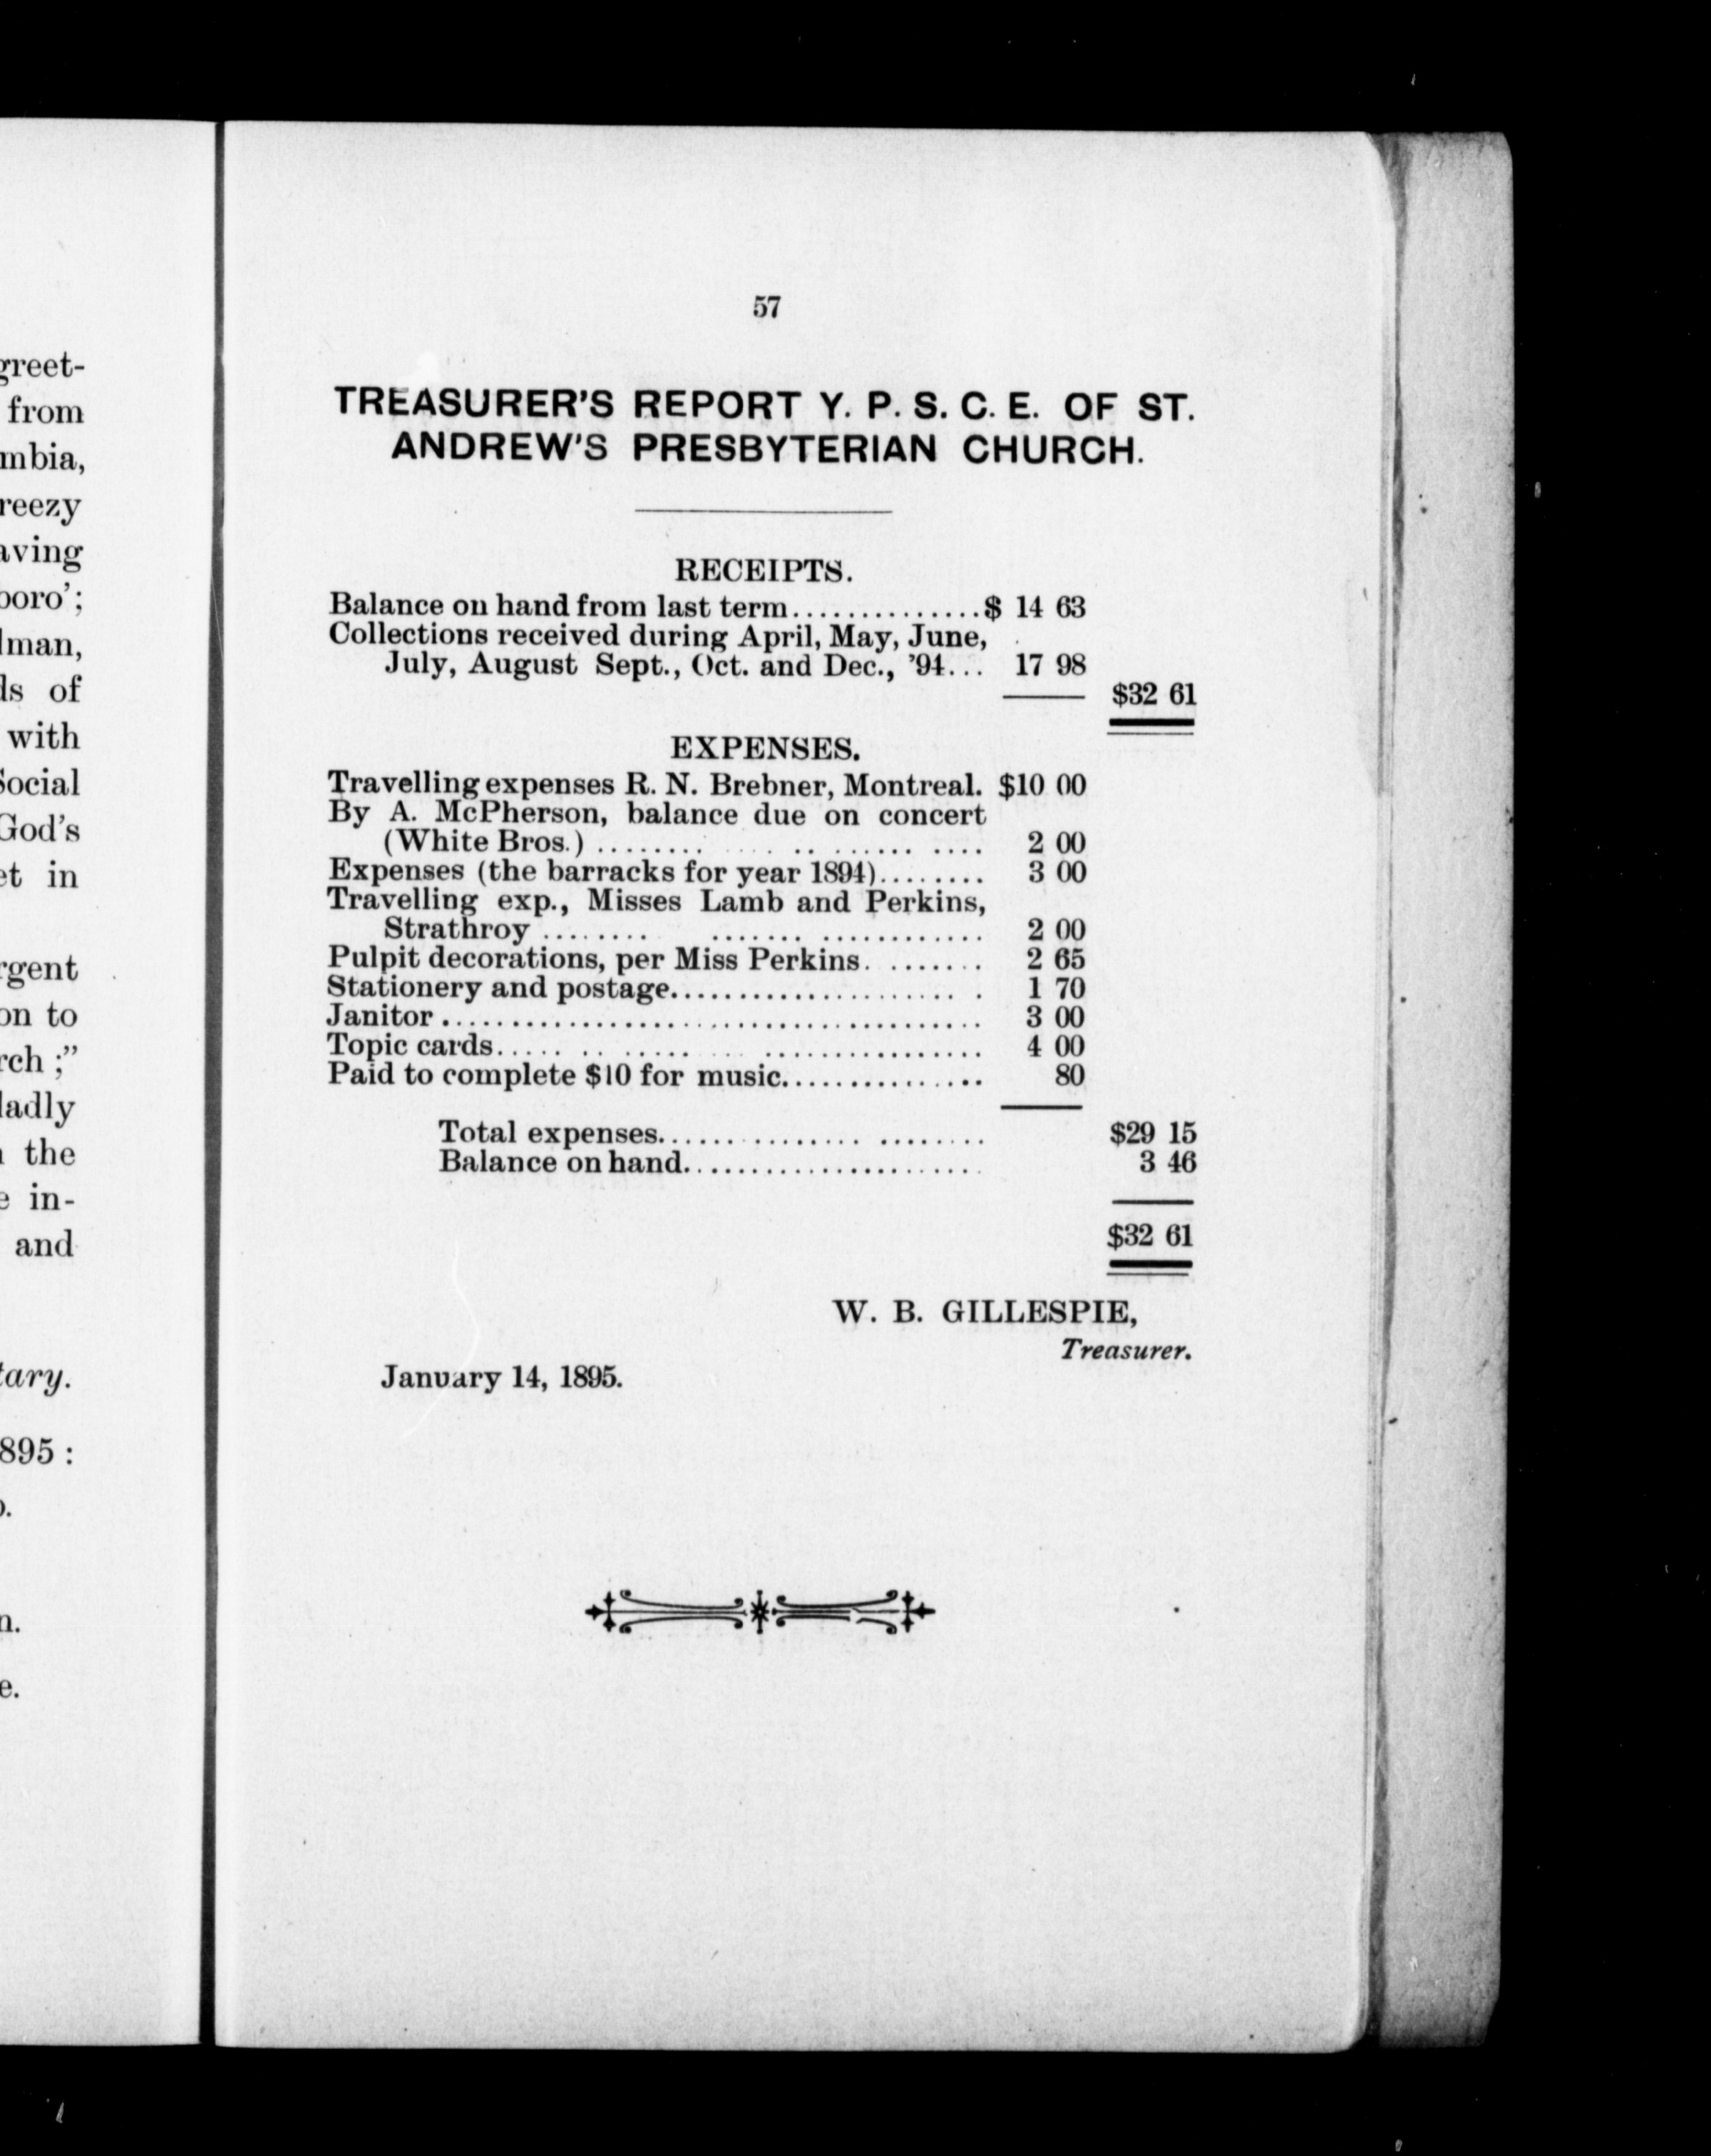 greet-
from
mbia,
reezy
aving
boro';
lman,
ls of
with
Social
God's
et in
rgent
on to
rch ;”
ladly
the
in-
and
tary.
895 :
57
TREASURER'S REPORT Y. P. S. C. E. OF ST.
ANDREW'S PRESBYTERIAN CHURCH.
RECEIPTS.
Balance on hand from last term..............$ 14 63
Collections received during April, May, June,
July, August Sept., Oct. and Dec., '94... 17 98
$32 61
EXPENSES.
Travelling expenses R. N. Brebner, Montreal. $10 00
By A. McPherson, balance due on concert
(White Bros.) ........ .... .. ....... .... 2 00
Expenses (the barracks for year 1894)........ 3 00
Travelling exp., Misses Lamb and Perkins,
Strathroy ........ ....... ............ 2 00
Pulpit decorations, per Miss Perkins. ........ 2 65
Stationery and postage....................... . 1 70
Janitor ........................................ 3 00
Topic cards..... .. ..... ... ................ 4 00
Paid to complete $10 for music............... 80
Total expenses............... ........ $29 15
Balance on hand...................... 3 46
$32 61
W. B. GILLESPIE,
Treasurer.
January 14, 1895.